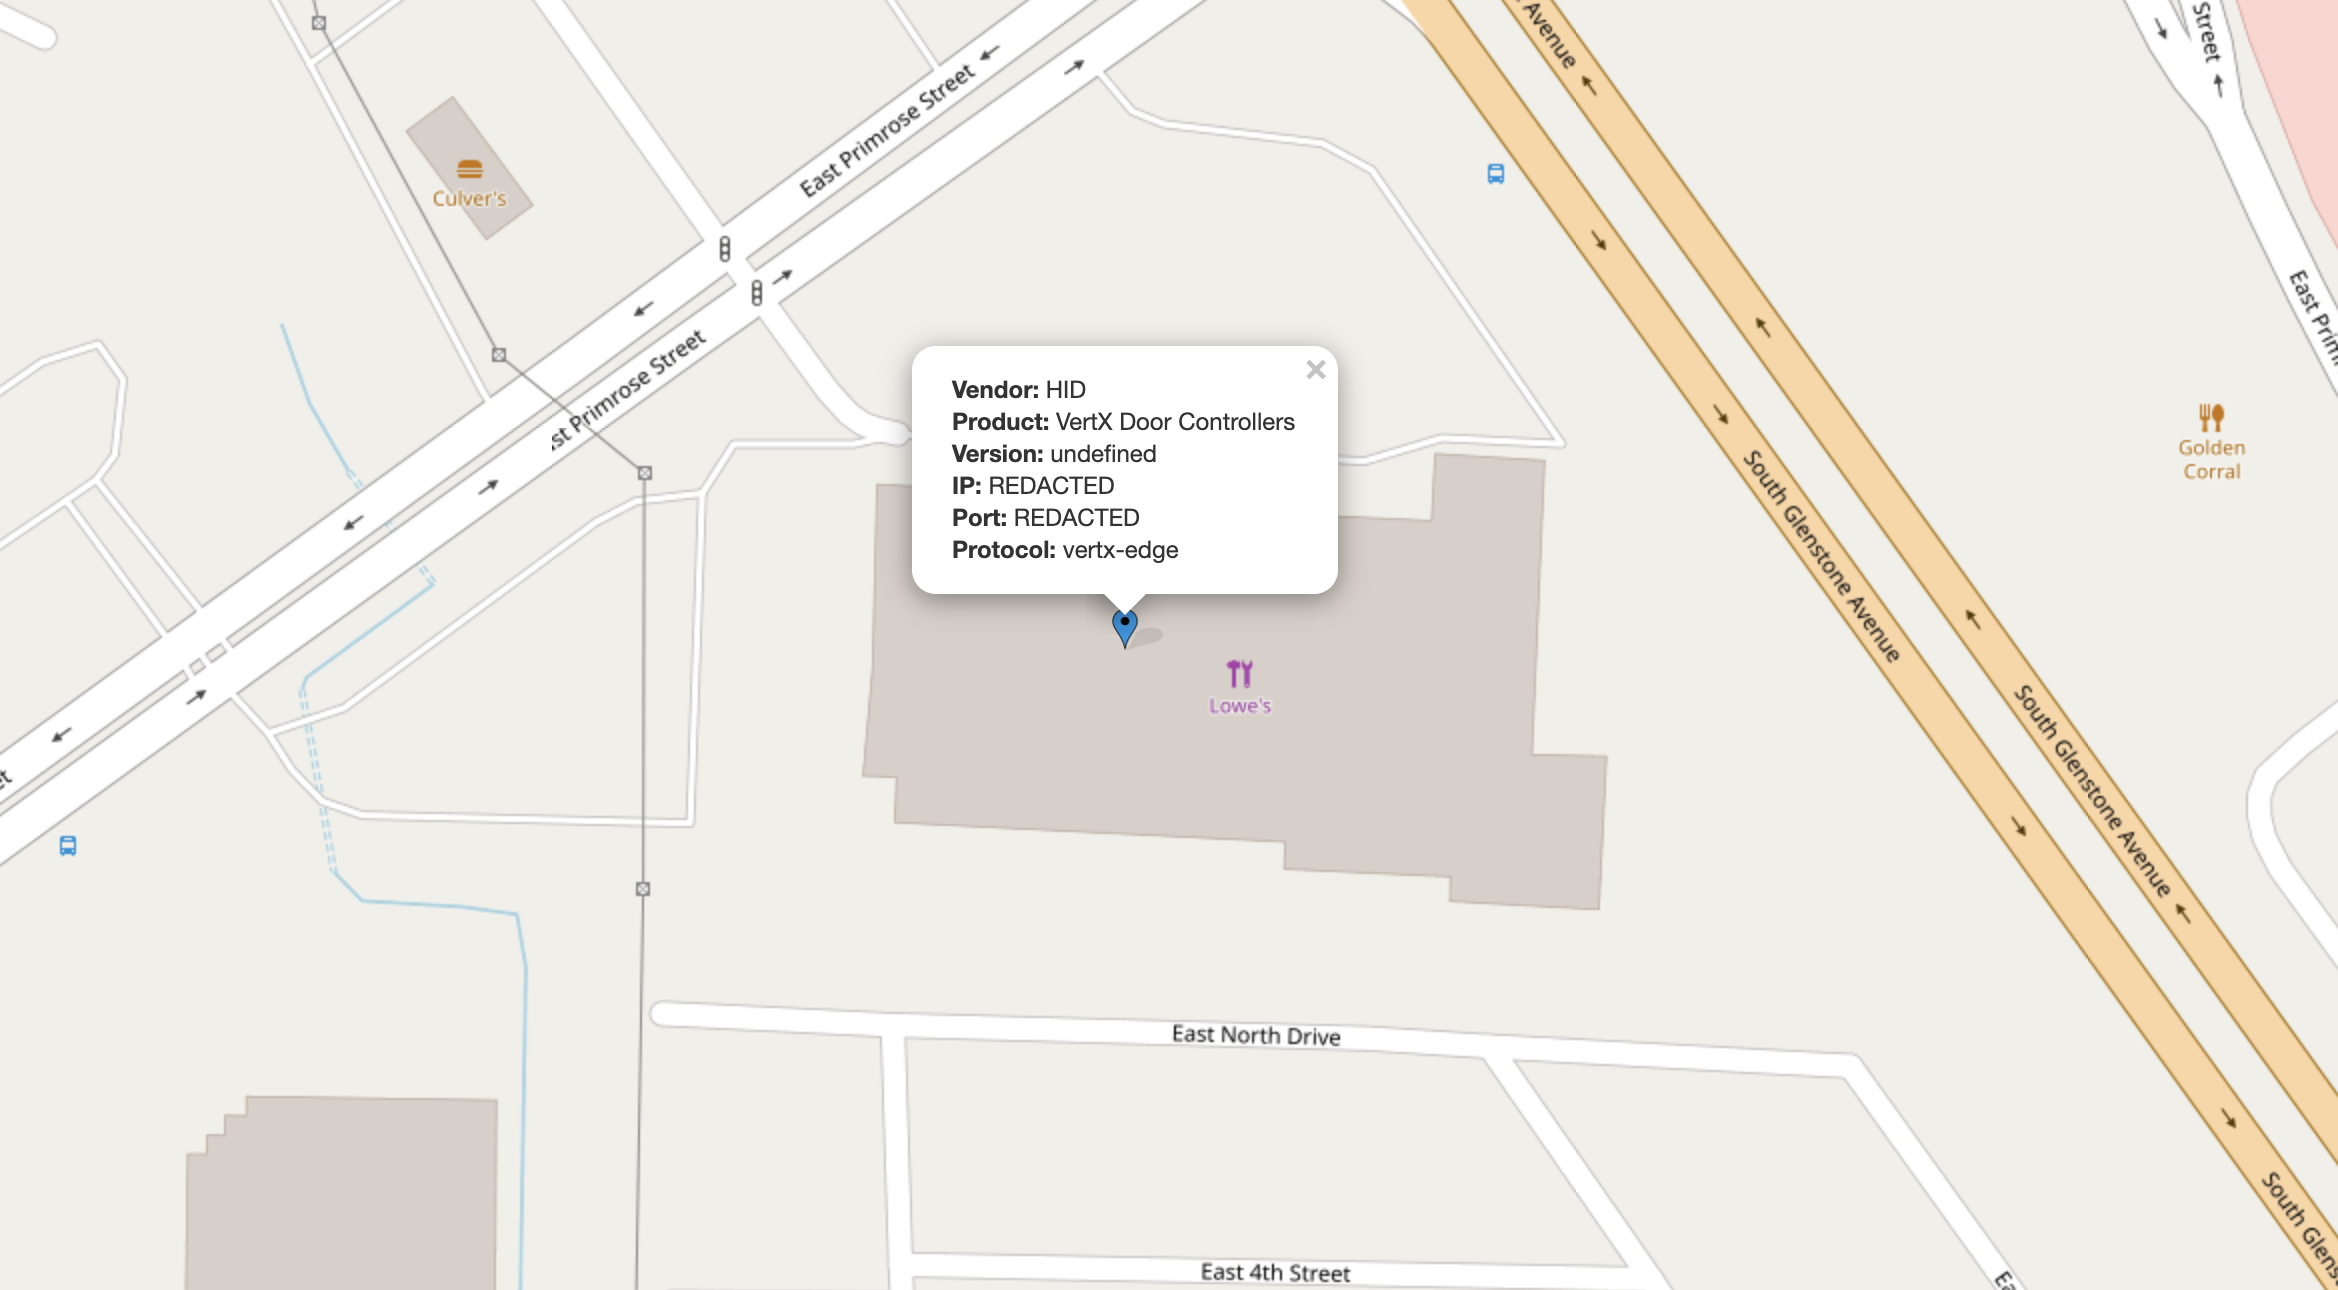 Avenue
Street
East Primrose Street
Culver's
East Prim
st Primrose Street
Vendor: HID
Product: VertX Door Controllers
Version: undefined
IP: REDACTED
Port: REDACTED
Protocol: vertx-edge
Golden
Corral
South Glenstone Avenue
Lowe's
South Glenstone Avenue
et
East North Drive
South Glens
East 4th Street
Ea